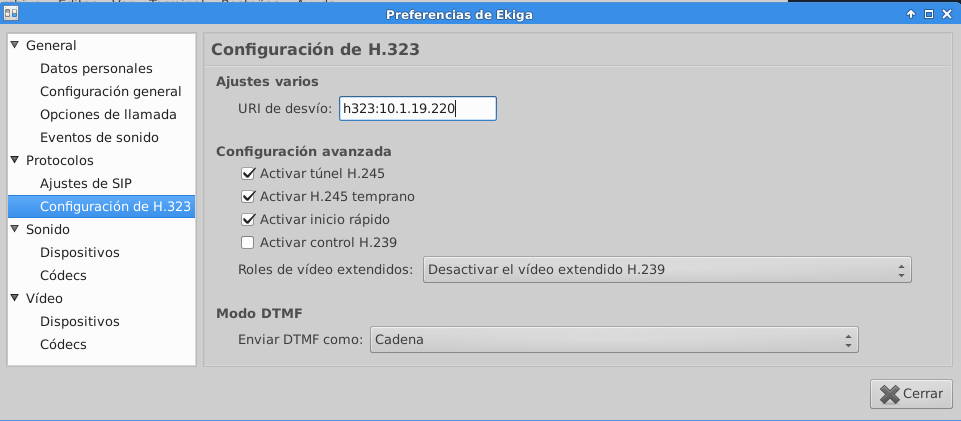 Preferencias de Ekiga
General
Datos personales
Configuración general
Opciones de llamada
Eventos de sonido
Protocolos
Ajustes de SIP
Configuración de H.323
Sonido
Dispositivos
Códecs
Vídeo
Dispositivos
Códecs
Configuración de H.323
Ajustes varios
URI de desvío: h323:10.1.19.220
Configuración avanzada
Activar túnel H.245
Activar H.245 temprano
Activar inicio rápido
Activar control H.239
Roles de vídeo extendidos: Desactivar el vídeo extendido H.239
Modo DTMF
Enviar DTMF como: Cadena
Cerrar